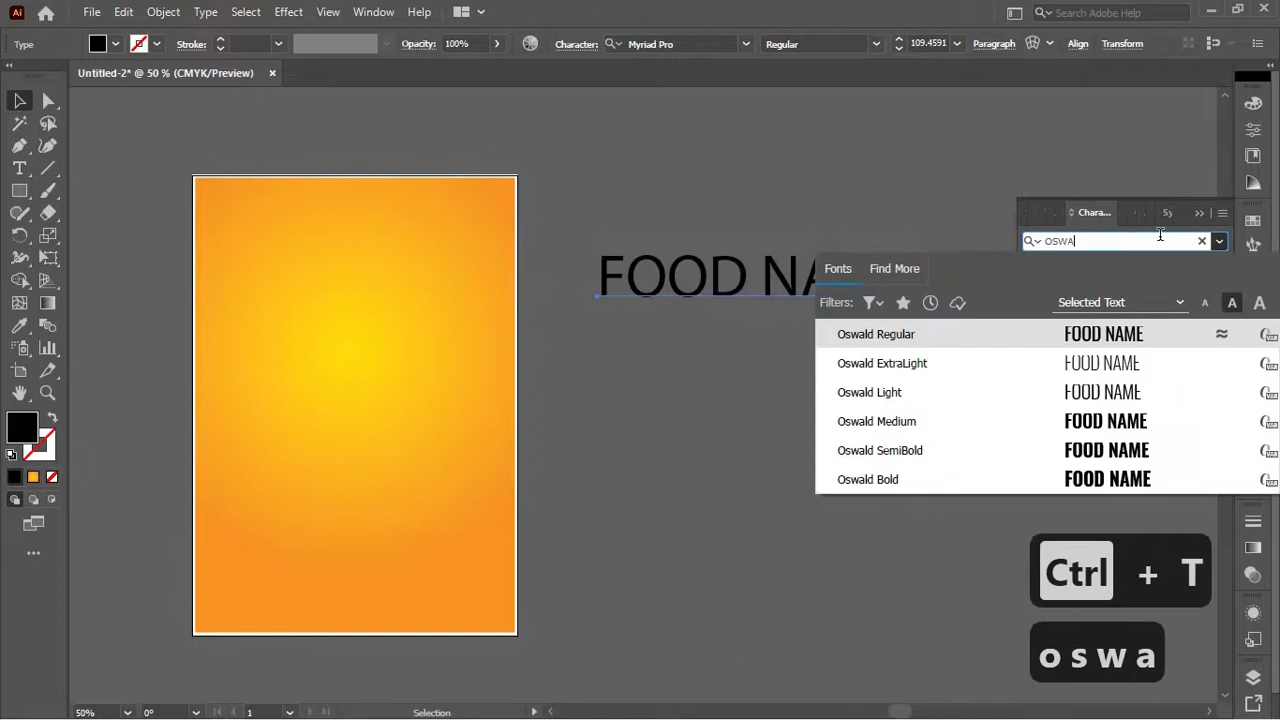 Ai File Edit Object Type Select Effect View Window Help Search Adobe Help
Type Stroke: Opacity: 100% Character: Myriad Pro Regular 109.4591 Paragraph Align Transform
Untitled-2* @ 50 % (CMYK/Preview)
Chara... Sy
OSWA
FOOD NA
Fonts Find More
Filters: Selected Text A A A
Oswald Regular FOOD NAME
Oswald ExtraLight FOOD NAME
Oswald Light FOOD NAME
Oswald Medium FOOD NAME
Oswald SemiBold FOOD NAME
Oswald Bold FOOD NAME
Ctrl + T
o s w a
50% 0° 1 Selection